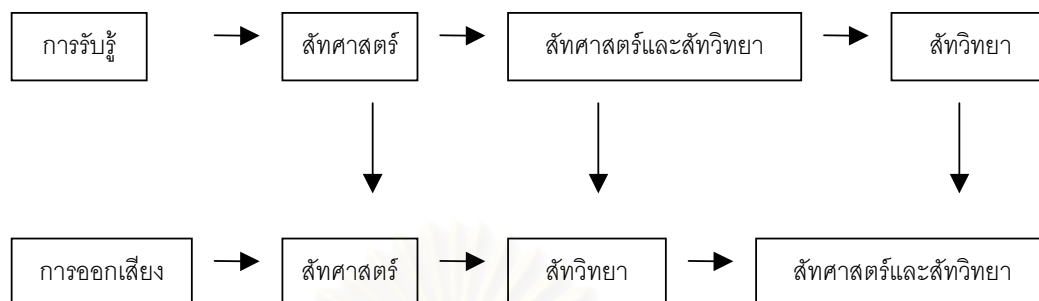 การรับรู้ สัทศาสตร์ สัทศาสตร์และสัทวิทยา สัทวิทยา
การออกเสียง สัทศาสตร์ สัทวิทยา สัทศาสตร์และสัทวิทยา